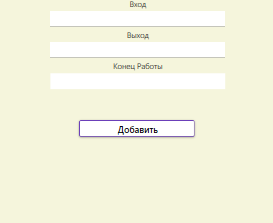 Вход
Выход
Конец Работы
Добавить